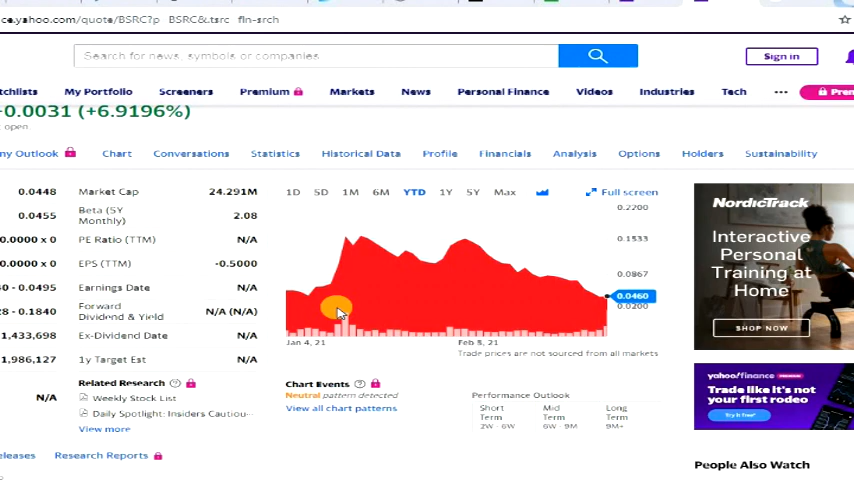 ce.yahoo.com/quote/BSRC?p BSRC&.tsrc fin-srch
Search for news, symbols or companies
Sign in
My Portfolio Screeners Premium Markets News Personal Finance Videos Industries Tech ...
0.0031 (+6.9196%)
open
Outlook Chart Conversations Statistics Historical Data Profile Financials Analysis Options Holders Sustainability
0.0448 Market Cap 24.291M
0.0455 Beta (5Y Monthly) 2.08
0.0000 x 0 PE Ratio (TTM) N/A
0.0000 x 0 EPS (TTM) -0.5000
- 0.0495 Earnings Date N/A
- 0.1840 Forward Dividend & Yield N/A (N/A)
1,433,698 Ex-Dividend Date N/A
1,986,127 1y Target Est N/A
N/A
1D 5D 1M 6M YTD 1Y 5Y Max Full screen
0.2200
0.1533
0.0867
0.0460
0.0200
Jan 4, 21 Feb 8, 21
Trade prices are not sourced from all markets
Related Research
Weekly Stock List
Daily Spotlight: Insiders Cautiou...
View more
Chart Events
Neutral pattern detected
View all chart patterns
Performance Outlook
Short Term 2W - 6W
Mid Term 6W - 9M
Long Term 9M+
Research Reports
NordicTrack
Interactive
Personal
Training at
Home
SHOP NOW
yahoo/finance
Trade like it's not
your first rodeo
Try it free
People Also Watch